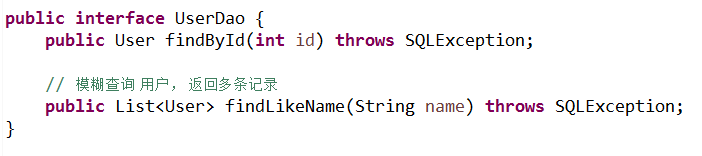 public interface UserDao {
    public User findById(int id) throws SQLException;
    // 模糊查询 用户， 返回多条记录
    public List<User> findLikeName(String name) throws SQLException;
}